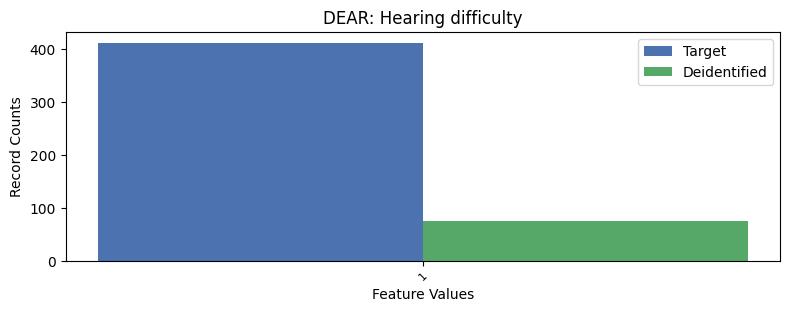 DEAR: Hearing difficulty
Target
Deidentified
Record Counts
400
300
200
100
0
1
Feature Values